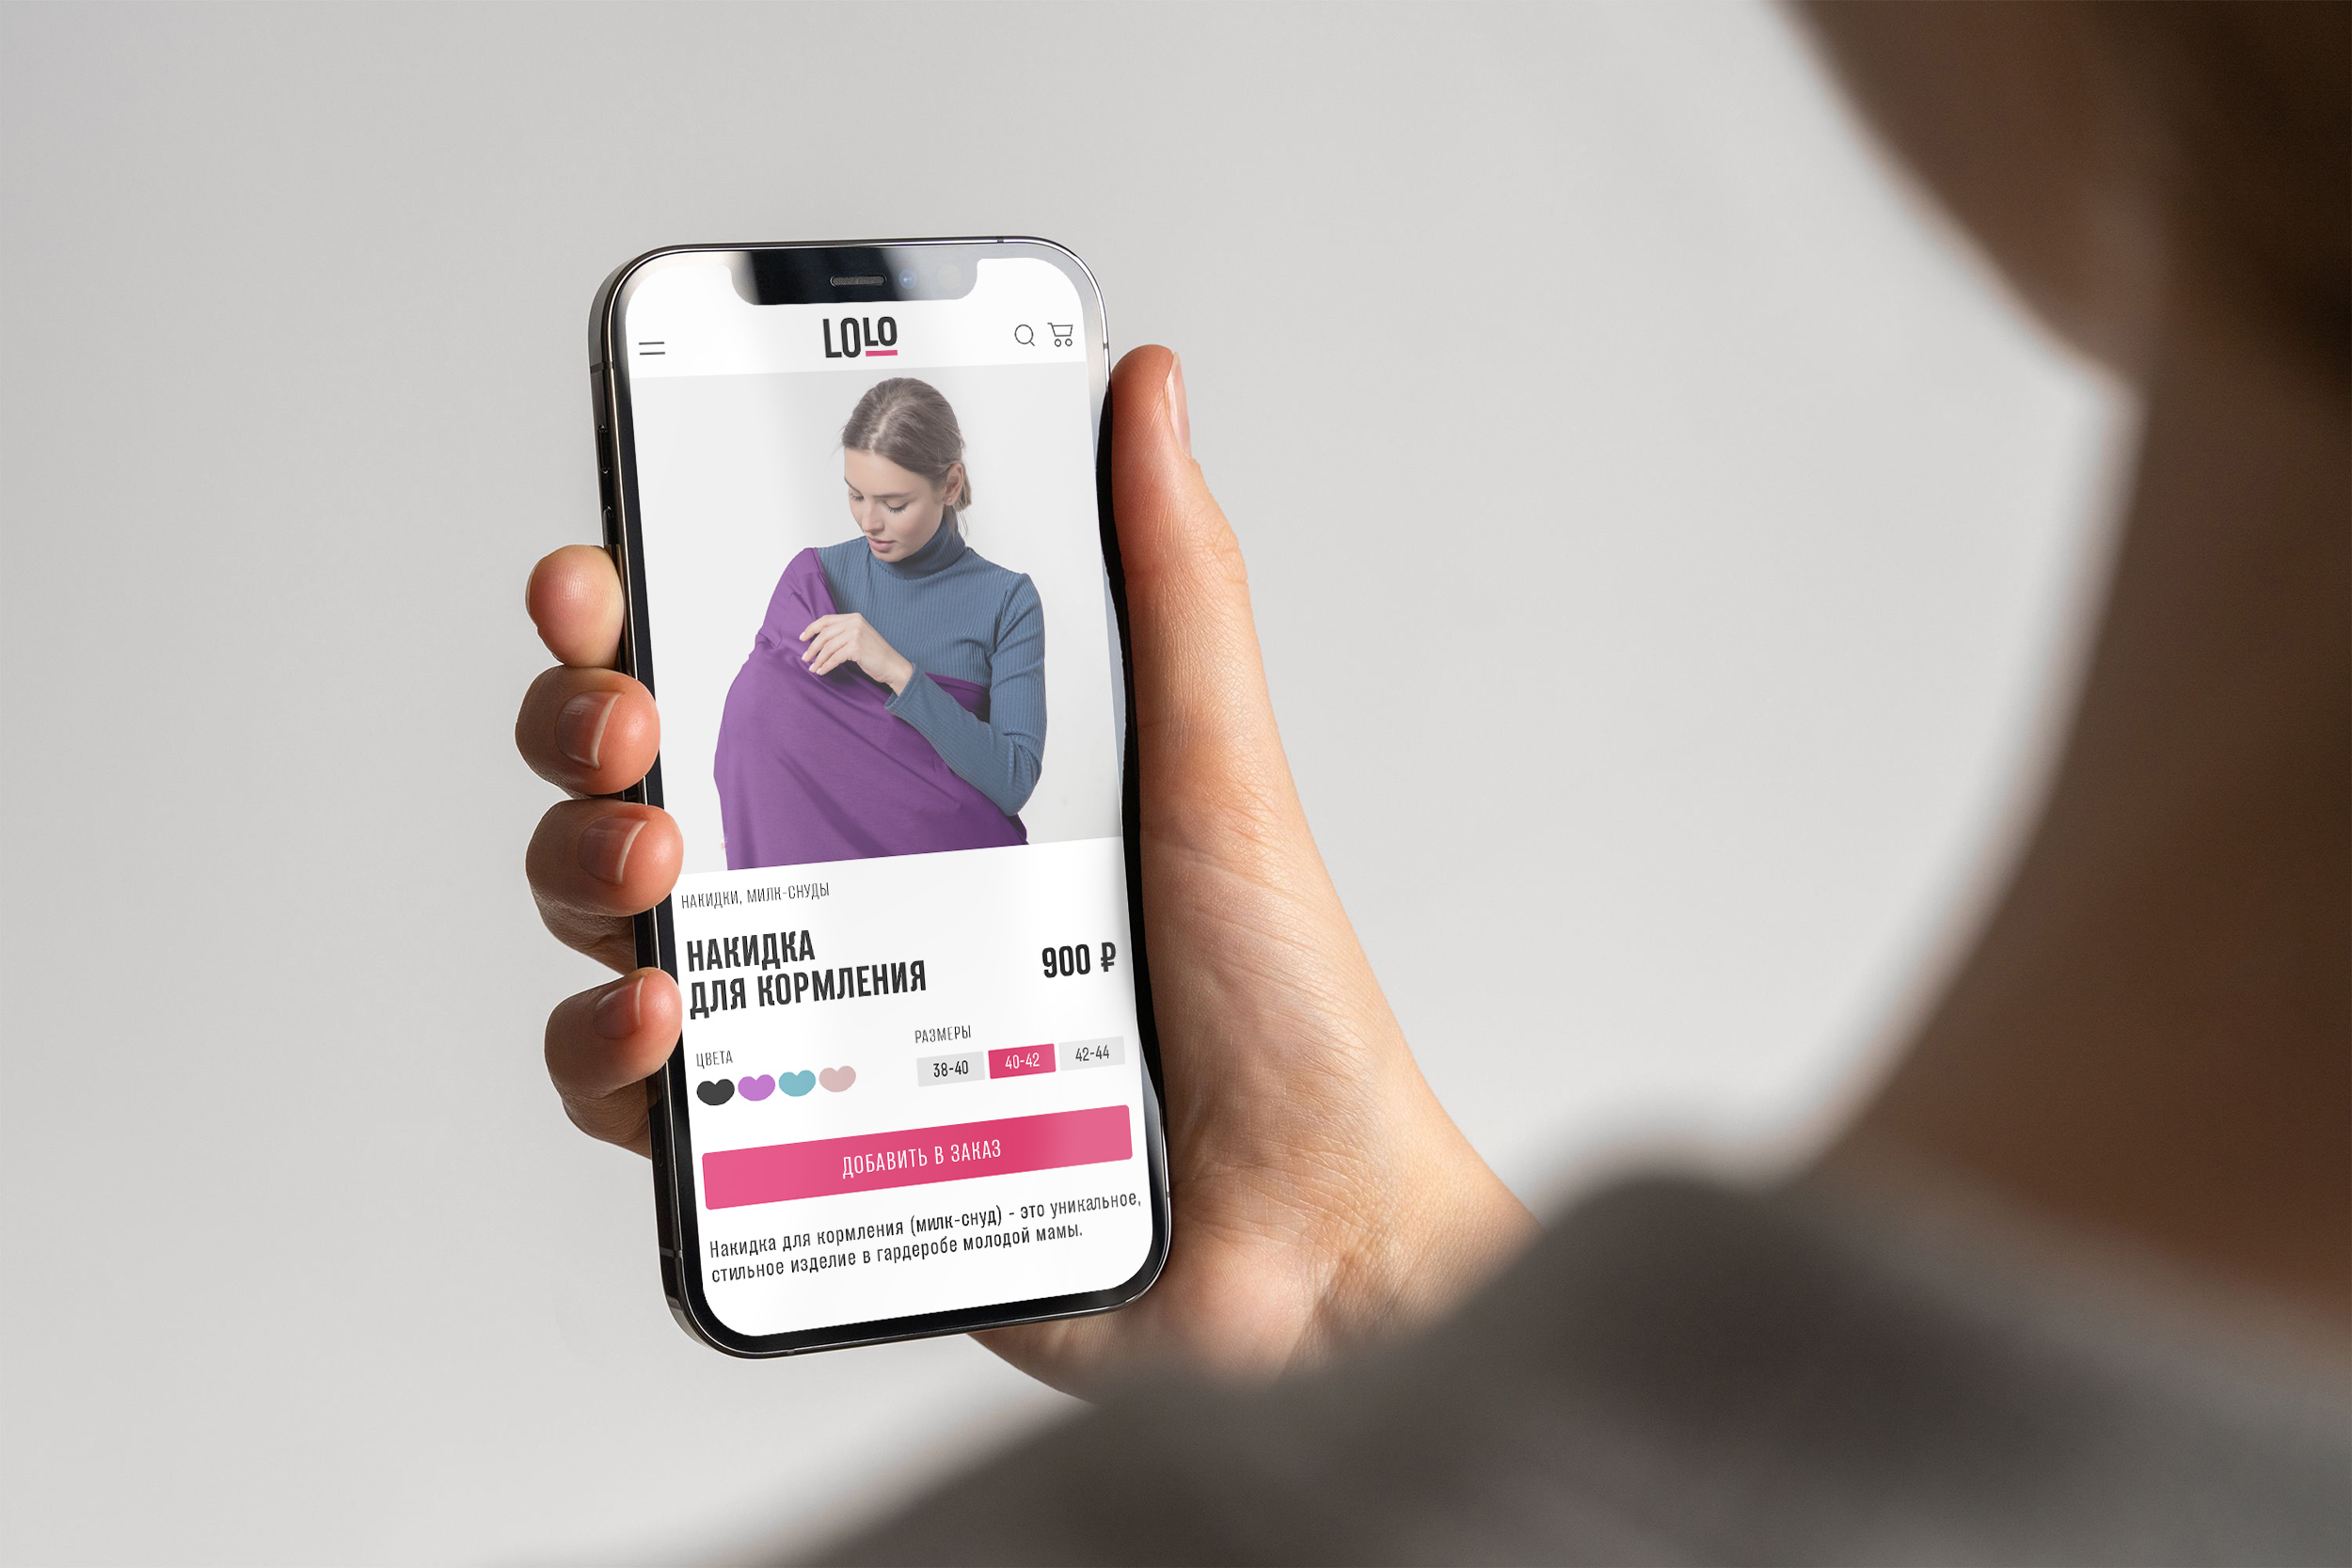 LOLO
НАКИДКИ, МИЛК-СНУДЫ
НАКИДКА
ДЛЯ КОРМЛЕНИЯ
900 ₽
ЦВЕТА
РАЗМЕРЫ
38-40 40-42 42-44
ДОБАВИТЬ В ЗАКАЗ
Накидка для кормления (милк-снуд) - это уникальное,
стильное изделие в гардеробе молодой мамы.